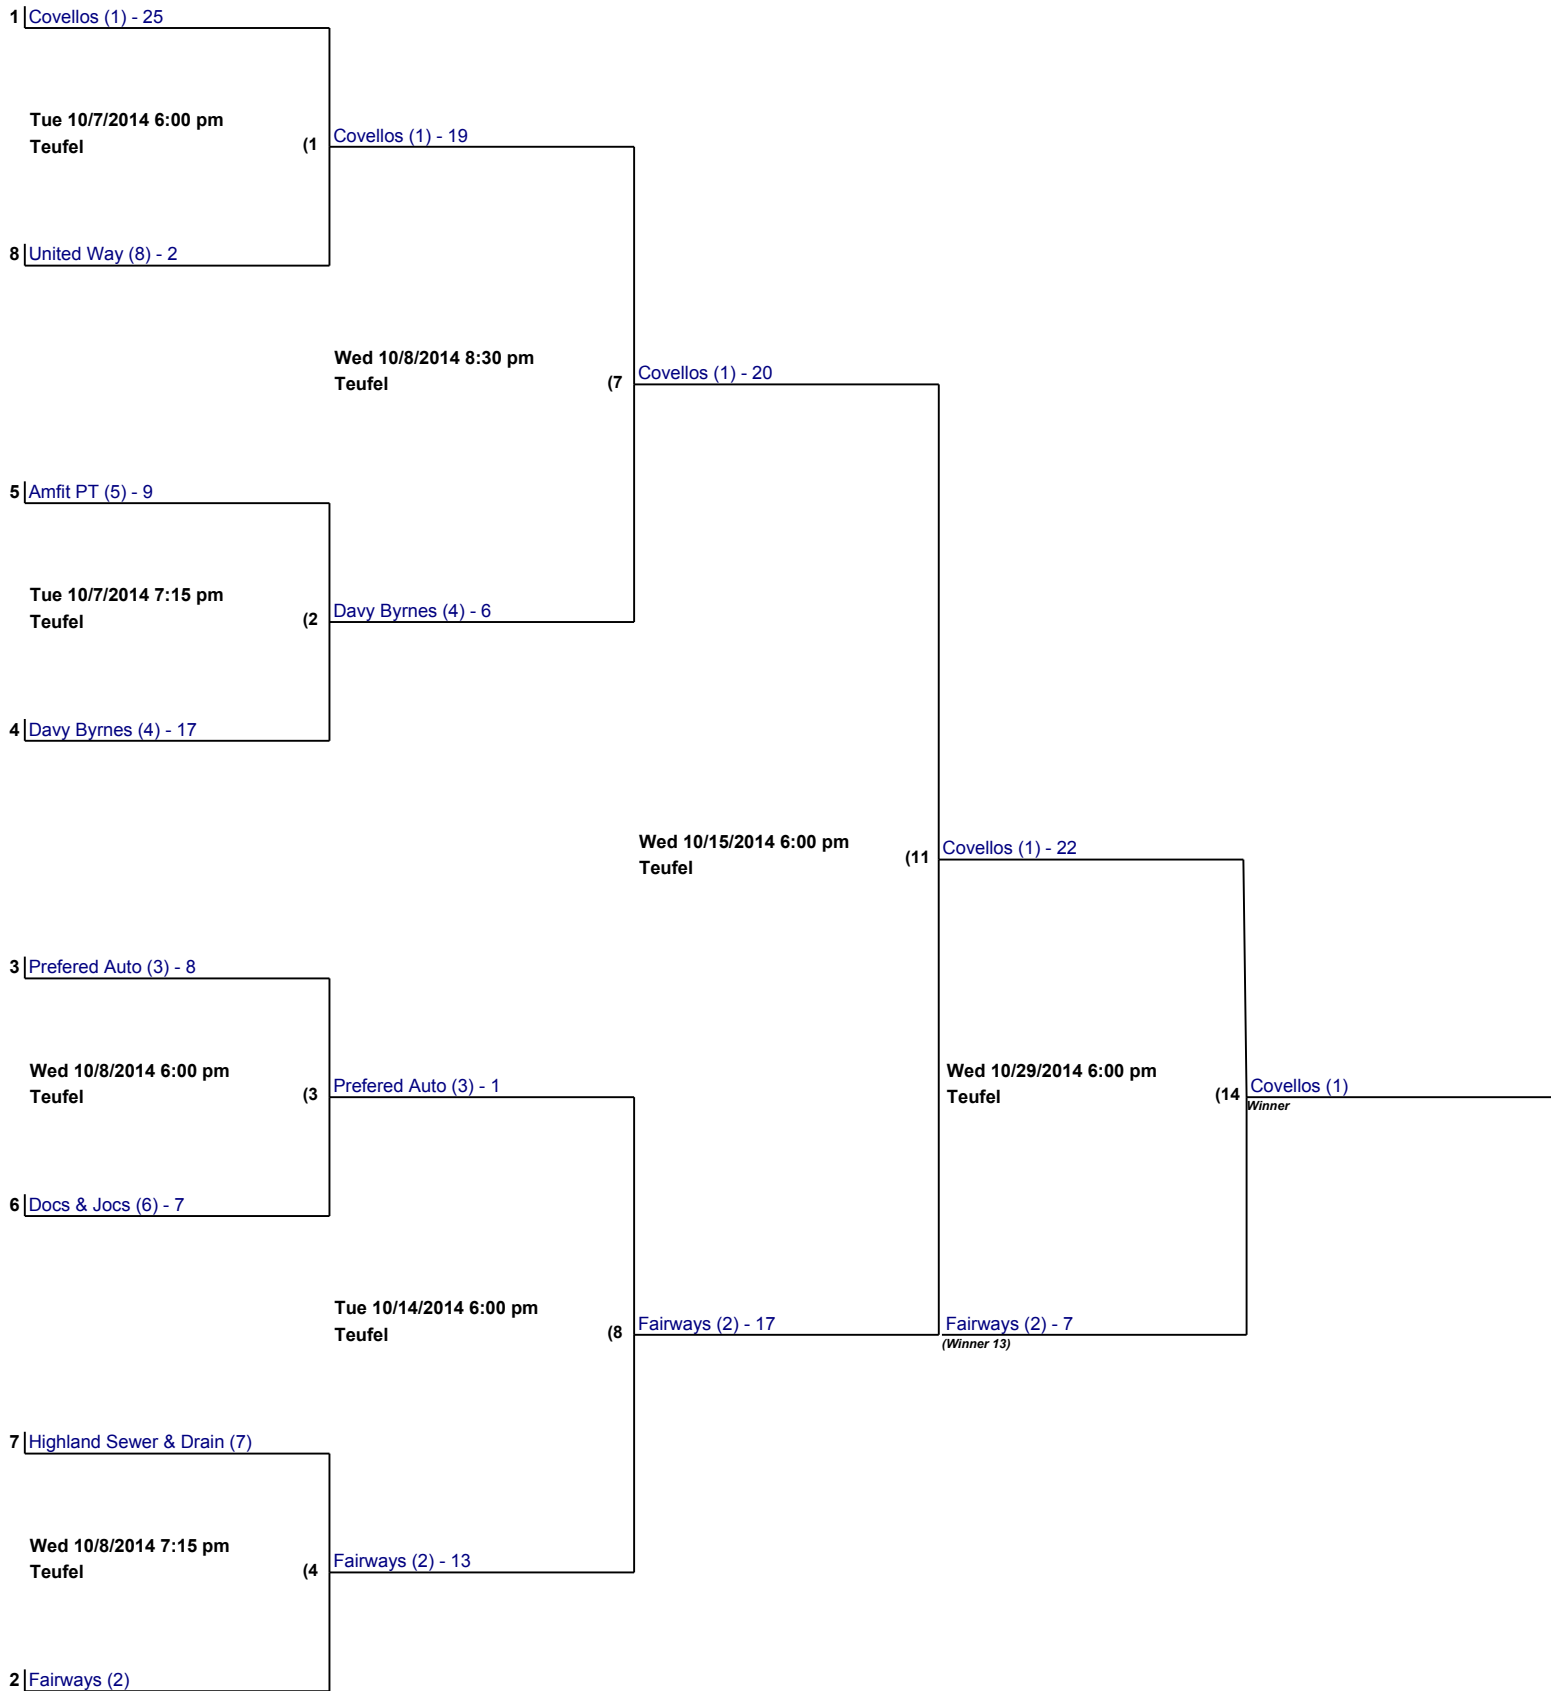 1 Covellos (1) - 25
Tue 10/7/2014 6:00 pm
Teufel
(1
Covellos (1) - 19
8 United Way (8) - 2
Wed 10/8/2014 8:30 pm
Teufel
(7
Covellos (1) - 20
5 Amfit PT (5) - 9
Tue 10/7/2014 7:15 pm
Teufel
(2
Davy Byrnes (4) - 6
4 Davy Byrnes (4) - 17
Wed 10/15/2014 6:00 pm
Teufel
(11
Covellos (1) - 22
3 Prefered Auto (3) - 8
Wed 10/8/2014 6:00 pm
Teufel
(3
Prefered Auto (3) - 1
Wed 10/29/2014 6:00 pm
Teufel
(14
Covellos (1)
Winner
6 Docs & Jocs (6) - 7
Tue 10/14/2014 6:00 pm
Teufel
(8
Fairways (2) - 17
Fairways (2) - 7
(Winner 13)
7 Highland Sewer & Drain (7)
Wed 10/8/2014 7:15 pm
Teufel
(4
Fairways (2) - 13
2 Fairways (2)